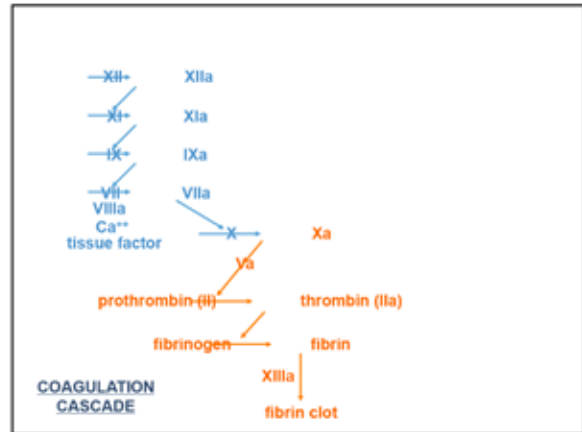 XII XIIa
XI XIa
IX IXa
VII VIIa
VIIIa
Ca⁺⁺
tissue factor
X Xa
Va
prothrombin (II) thrombin (IIa)
fibrinogen fibrin
XIIIa
fibrin clot
COAGULATION
CASCADE